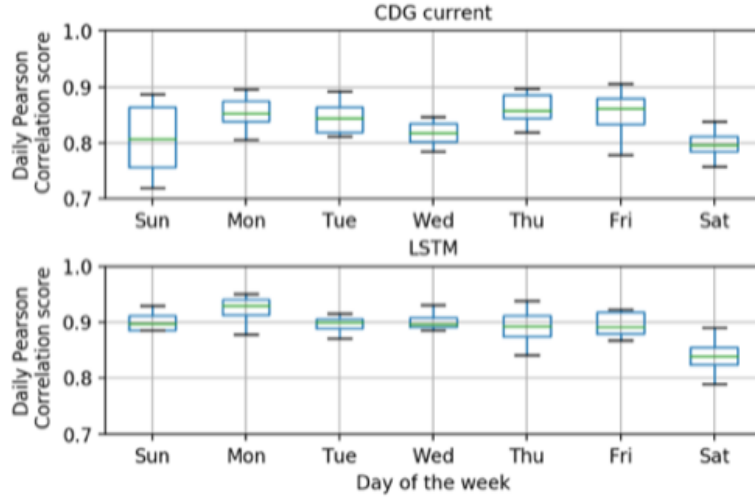 CDG current
Daily Pearson
Correlation score
1.0
0.9
0.8
0.7
Sun Mon Tue Wed Thu Fri Sat
LSTM
Daily Pearson
Correlation score
1.0
0.9
0.8
0.7
Sun Mon Tue Wed Thu Fri Sat
Day of the week